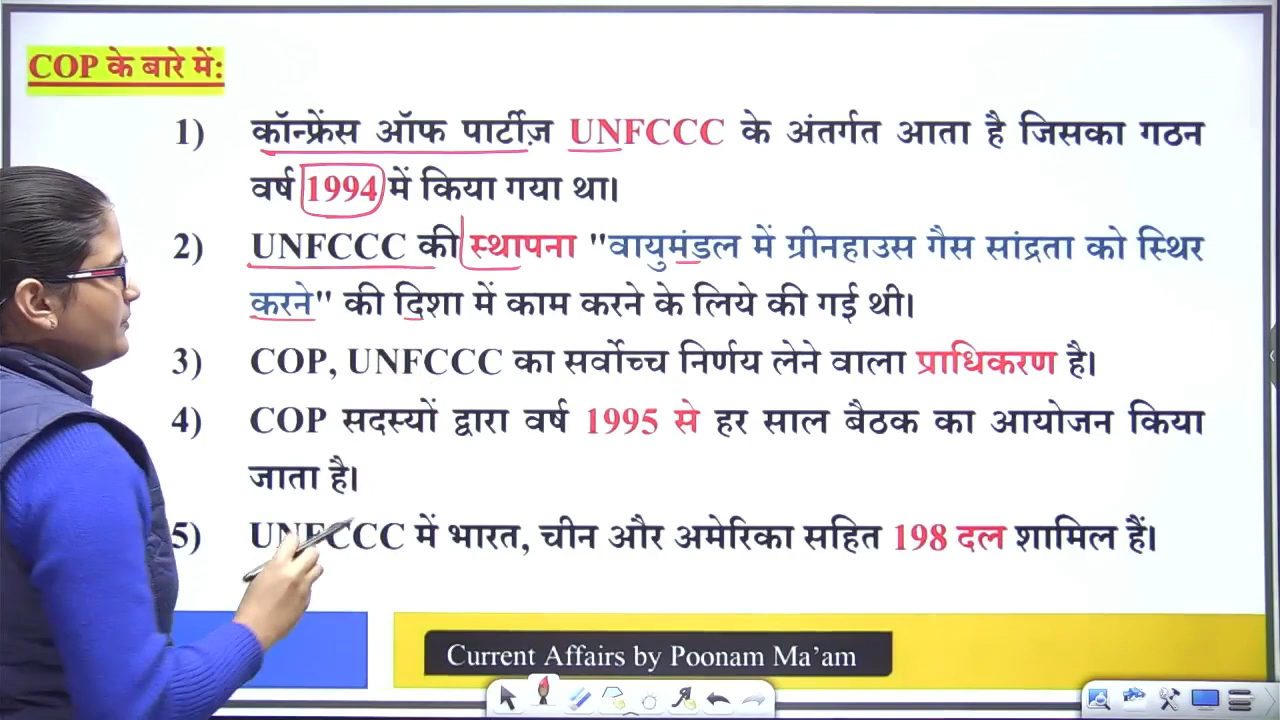 COP के बारे में:
1) कॉन्फ्रेंस ऑफ पार्टीज़ UNFCCC के अंतर्गत आता है जिसका गठन
वर्ष 1994 में किया गया था।
2) UNFCCC की स्थापना "वायुमंडल में ग्रीनहाउस गैस सांद्रता को स्थिर
करने" की दिशा में काम करने के लिये की गई थी।
3) COP, UNFCCC का सर्वोच्च निर्णय लेने वाला प्राधिकरण है।
4) COP सदस्यों द्वारा वर्ष 1995 से हर साल बैठक का आयोजन किया
जाता है।
5) UNFCCC में भारत, चीन और अमेरिका सहित 198 दल शामिल हैं।
Current Affairs by Poonam Ma’am